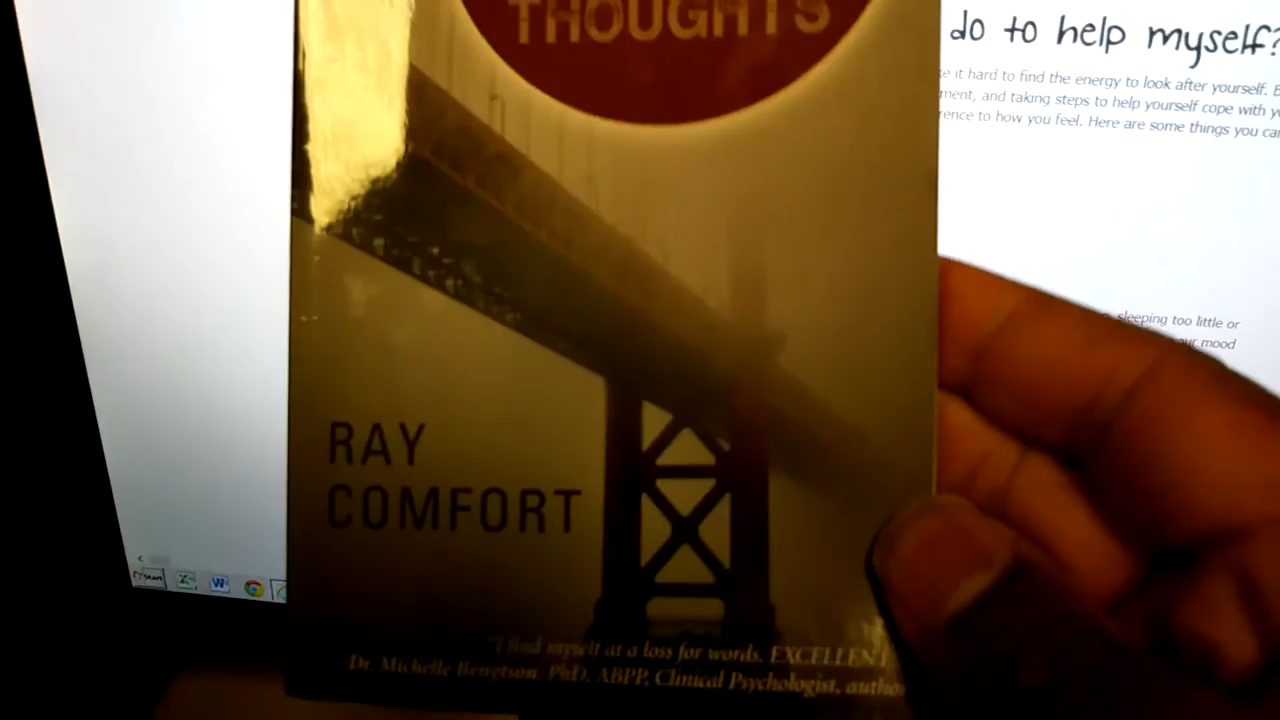 THOUGHTS
RAY
COMFORT
"I find myself at a loss for words. EXCELLENT
Dr. Michelle Bengtson, PhD, ABPP, Clinical Psychologist, autho
do to help myself?
it hard to find the energy to look after yourself.
ment, and taking steps to help yourself cope with
rence to how you feel. Here are some things you ca
sleeping too little or
your mood
Start